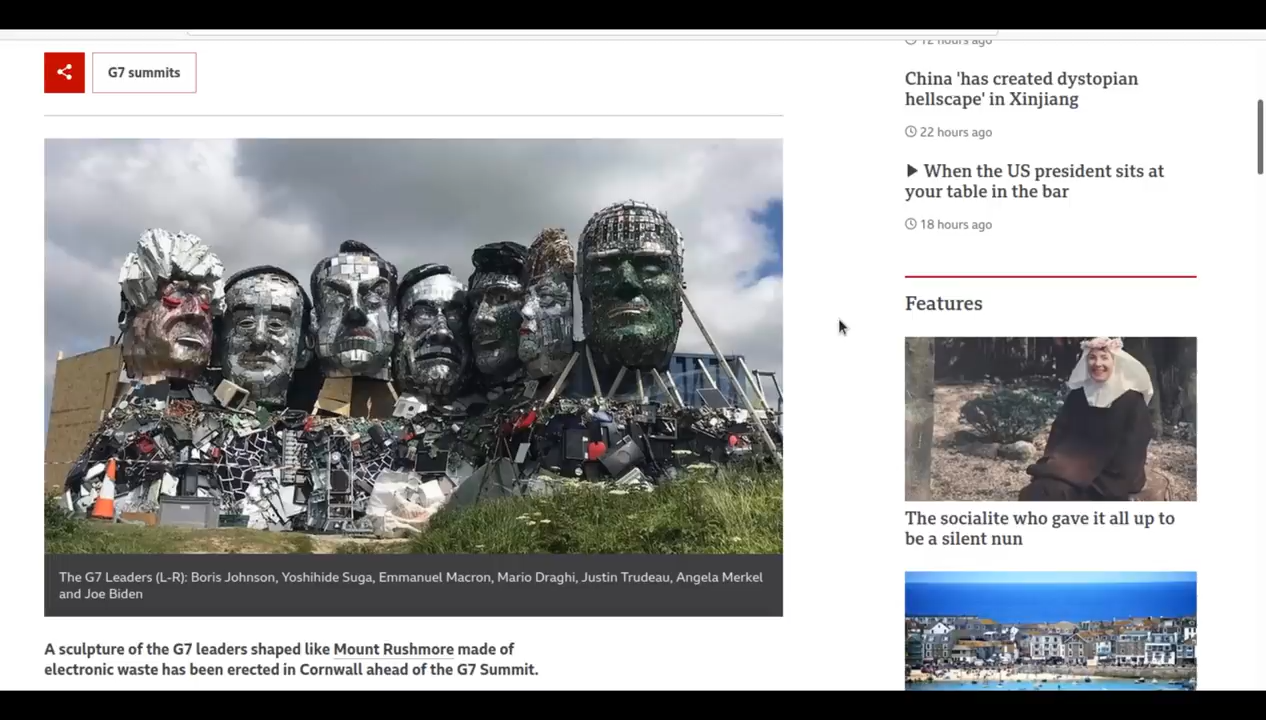 G7 summits
The G7 Leaders (L-R): Boris Johnson, Yoshihide Suga, Emmanuel Macron, Mario Draghi, Justin Trudeau, Angela Merkel
and Joe Biden
A sculpture of the G7 leaders shaped like Mount Rushmore made of
electronic waste has been erected in Cornwall ahead of the G7 Summit.
12 hours ago
China 'has created dystopian
hellscape' in Xinjiang
22 hours ago
When the US president sits at
your table in the bar
18 hours ago
Features
The socialite who gave it all up to
be a silent nun